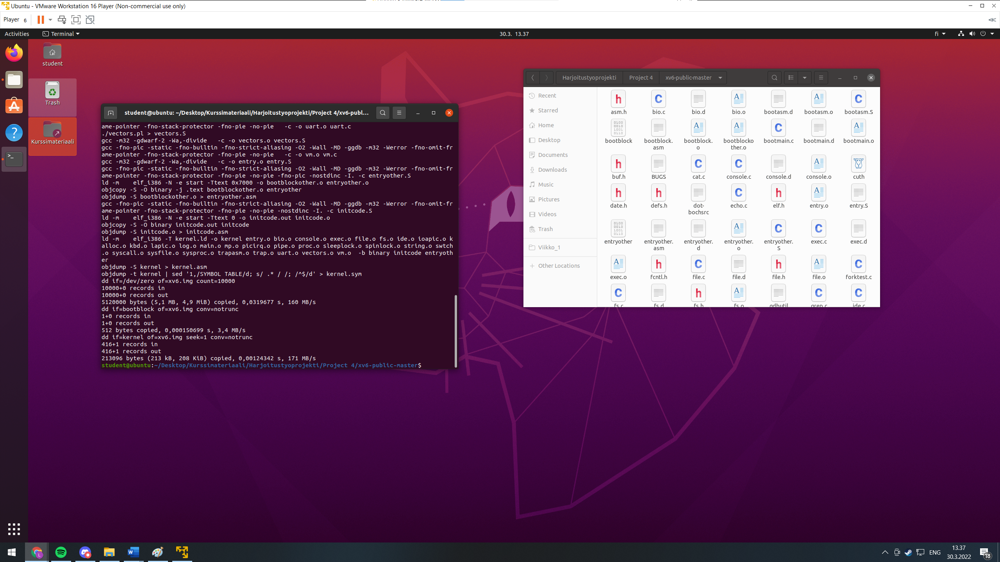 Ubuntu - VMware Workstation 16 Player (Non-commercial use only)
Player 6
Activities
Terminal
30.3. 13.37
fi
student
Trash
Kurssimateriaali
student@ubuntu: ~/Desktop/Kurssimateriaali/Harjoitustyoprojekti/Project 4/xv6-publ...
ame-pointer -fno-stack-protector -fno-pie -no-pie   -c -o uart.o uart.c
./vectors.pl > vectors.S
gcc -m32 -gdwarf-2 -Wa,-divide   -c -o vectors.o vectors.S
gcc -fno-pic -static -fno-builtin -fno-strict-aliasing -O2 -Wall -MD -ggdb -m32 -Werror -fno-omit-fr
ame-pointer -fno-stack-protector -fno-pie -no-pie   -c -o vm.o vm.c
gcc -m32 -gdwarf-2 -Wa,-divide   -c -o entry.o entry.S
gcc -fno-pic -static -fno-builtin -fno-strict-aliasing -O2 -Wall -MD -ggdb -m32 -Werror -fno-omit-fr
ame-pointer -fno-stack-protector -fno-pie -no-pie -fno-pic -nostdinc -I. -c entryother.S
ld -m    elf_i386 -N -e start -Ttext 0x7000 -o bootblockother.o entryother.o
objcopy -S -O binary -j .text bootblockother.o entryother
objdump -S bootblockother.o > entryother.asm
gcc -fno-pic -static -fno-builtin -fno-strict-aliasing -O2 -Wall -MD -ggdb -m32 -Werror -fno-omit-fr
ame-pointer -fno-stack-protector -fno-pie -no-pie -nostdinc -I. -c initcode.S
ld -m    elf_i386 -N -e start -Ttext 0 -o initcode.out initcode.o
objcopy -S -O binary initcode.out initcode
objdump -S initcode.o > initcode.asm
ld -m    elf_i386 -T kernel.ld -o kernel entry.o bio.o console.o exec.o file.o fs.o ide.o ioapic.o k
alloc.o kbd.o lapic.o log.o main.o mp.o picirq.o pipe.o proc.o sleeplock.o spinlock.o string.o swtch
.o syscall.o sysfile.o sysproc.o trapasm.o trap.o uart.o vectors.o vm.o  -b binary initcode entryoth
er
objdump -S kernel > kernel.asm
objdump -t kernel | sed '1,/SYMBOL TABLE/d; s/ .* / /; /^$/d' > kernel.sym
dd if=/dev/zero of=xv6.img count=10000
10000+0 records in
10000+0 records out
5120000 bytes (5,1 MB, 4,9 MiB) copied, 0,0319677 s, 160 MB/s
dd if=bootblock of=xv6.img conv=notrunc
1+0 records in
1+0 records out
512 bytes copied, 0,000150699 s, 3,4 MB/s
dd if=kernel of=xv6.img seek=1 conv=notrunc
416+1 records in
416+1 records out
213096 bytes (213 kB, 208 KiB) copied, 0,00124342 s, 171 MB/s
student@ubuntu:~/Desktop/Kurssimateriaali/Harjoitustyoprojekti/Project 4/xv6-public-master$
Harjoitustyoprojekti
Project 4
xv6-public-master
Recent
Starred
Home
Desktop
Documents
Downloads
Music
Pictures
Videos
Trash
Viikko_1
Other Locations
asm.h bio.c bio.d bio.o bootasm.d bootasm.o bootasm.S
bootblock bootblock. bootblock. bootblocko bootmain.c bootmain.d bootmain.o
asm o ther.o
buf.h BUGS cat.c console.c console.d console.o cuth
date.h defs.h dot- echo.c elf.h entry.o entry.S
bochsrc
entryother entryother. entryother. entryother. entryother. exec.c exec.d
asm d o S
exec.o fcntl.h file.c file.d file.h file.o forktest.c
fs.c fs.d fs.h fs.o gdbutil grep.c ide.c
ENG
13.37
30.3.2022
18